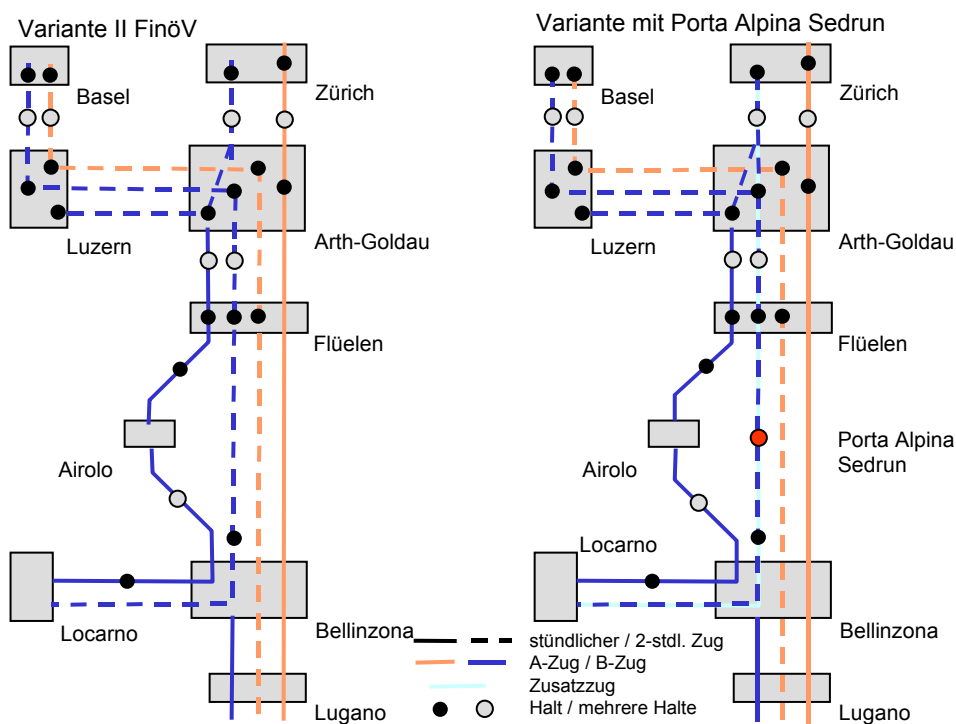 Variante II FinöV
Basel
Zürich
Luzern
Arth-Goldau
Flüelen
Airolo
Locarno
Bellinzona
Lugano
Variante mit Porta Alpina Sedrun
Basel
Zürich
Luzern
Arth-Goldau
Flüelen
Porta Alpina
Sedrun
Airolo
Locarno
Bellinzona
Lugano
stündlicher / 2-stdl. Zug
A-Zug / B-Zug
Zusatzzug
Halt / mehrere Halte